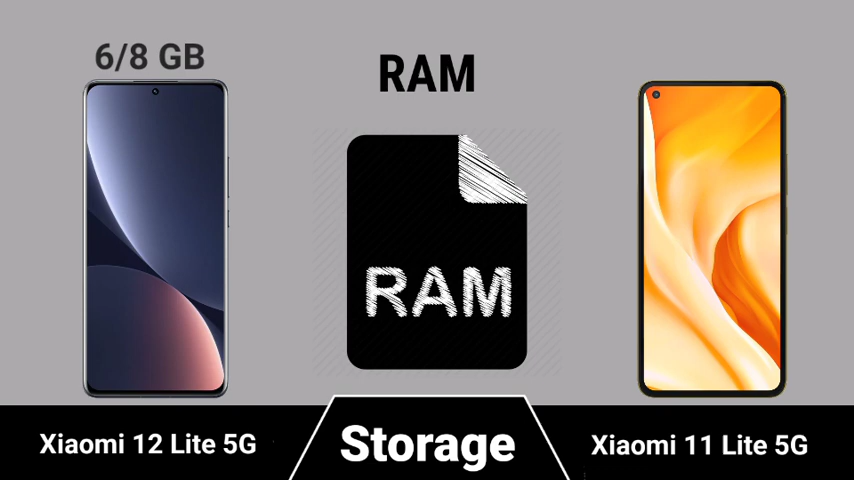 6/8 GB
RAM
RAM
Xiaomi 12 Lite 5G
Storage
Xiaomi 11 Lite 5G